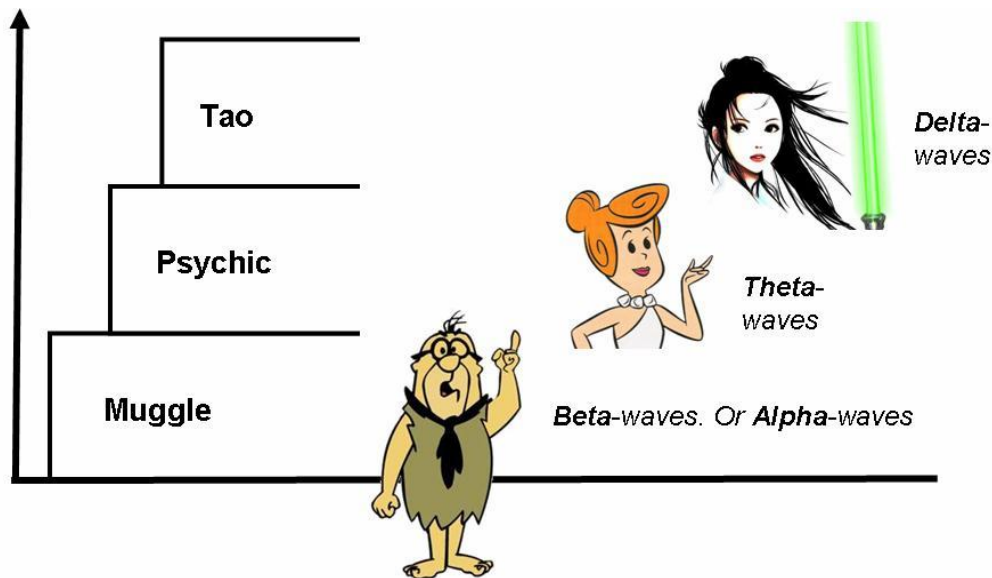 Tao
Delta-
waves
Psychic
Theta-
waves
Muggle
Beta-waves. Or Alpha-waves